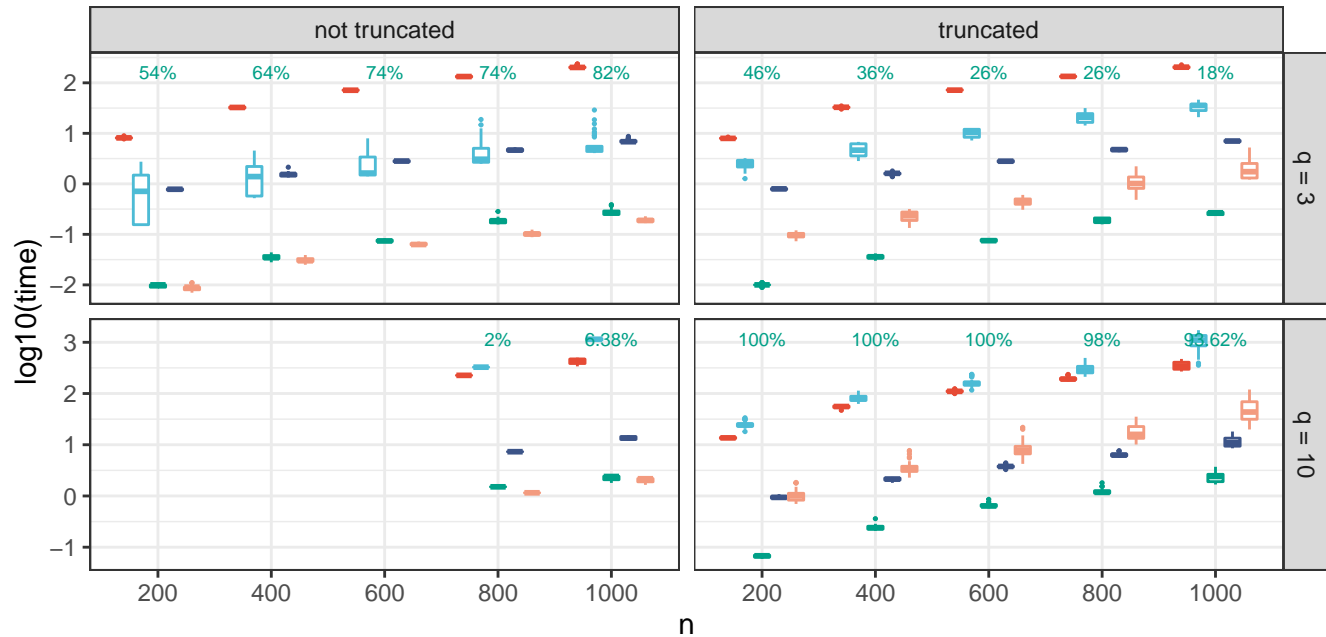 not truncated
truncated
54% 64% 74% 74% 82%
46% 36% 26% 26% 18%
2
1
0
−1
−2
q = 3
log10(time)
2% 6.38%
100% 100% 100% 98% 93.62%
3
2
1
0
−1
q = 10
200 400 600 800 1000
200 400 600 800 1000
n